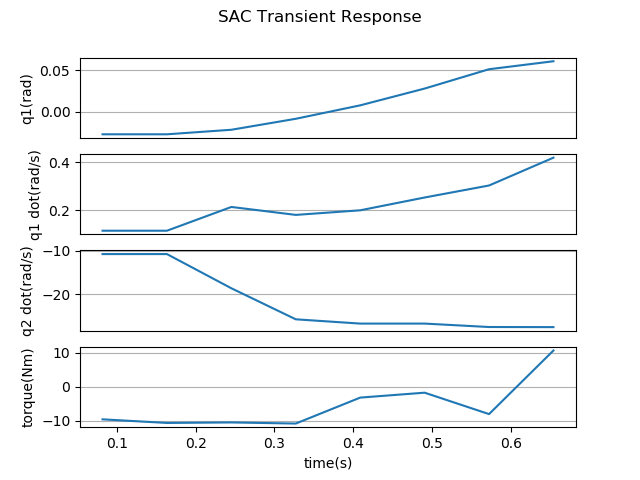 SAC Transient Response
q1(rad)
0.05
0.00
q1 dot(rad/s)
0.4
0.2
q2 dot(rad/s)
−10
−20
torque(Nm)
10
0
−10
0.1 0.2 0.3 0.4 0.5 0.6
time(s)